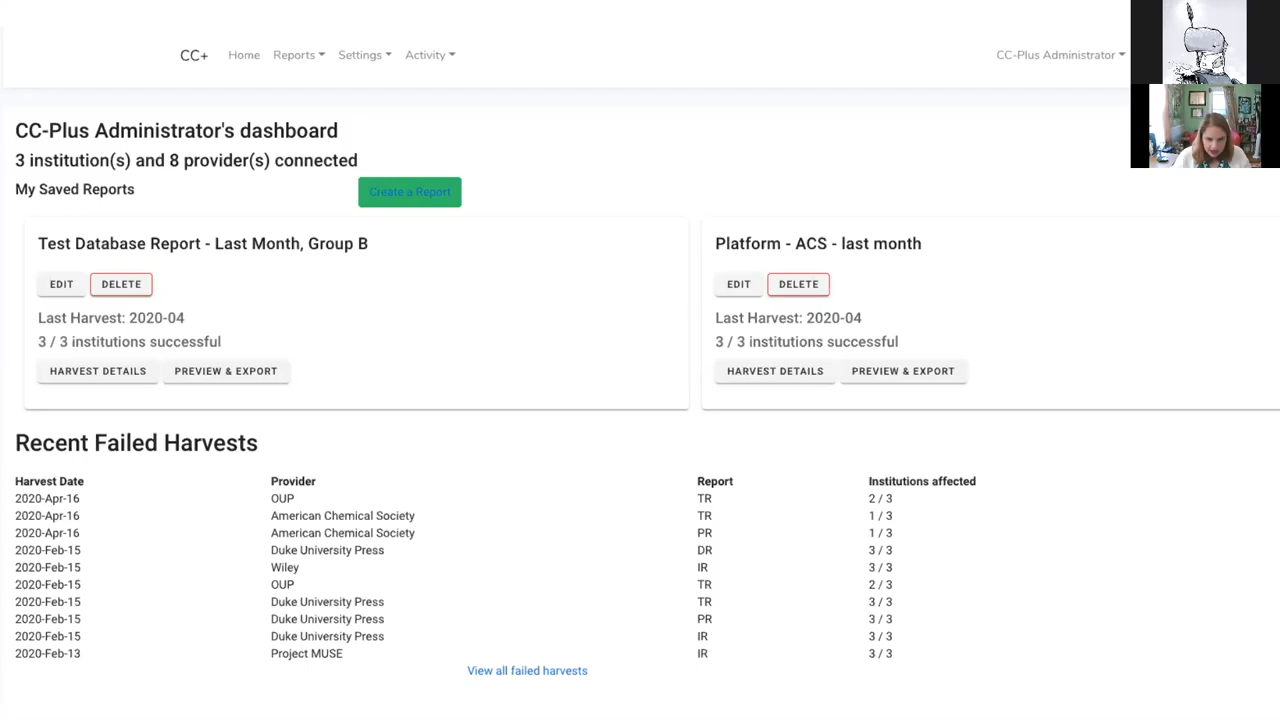 CC+ Home Reports Settings Activity CC-Plus Administrator
CC-Plus Administrator's dashboard
3 institution(s) and 8 provider(s) connected
My Saved Reports Create a Report
Test Database Report - Last Month, Group B
EDIT DELETE
Last Harvest: 2020-04
3 / 3 institutions successful
HARVEST DETAILS PREVIEW & EXPORT
Platform - ACS - last month
EDIT DELETE
Last Harvest: 2020-04
3 / 3 institutions successful
HARVEST DETAILS PREVIEW & EXPORT
Recent Failed Harvests
Harvest Date Provider Report Institutions affected
2020-Apr-16 OUP TR 2 / 3
2020-Apr-16 American Chemical Society TR 1 / 3
2020-Apr-16 American Chemical Society PR 1 / 3
2020-Feb-15 Duke University Press DR 3 / 3
2020-Feb-15 Wiley IR 3 / 3
2020-Feb-15 OUP TR 2 / 3
2020-Feb-15 Duke University Press TR 3 / 3
2020-Feb-15 Duke University Press PR 3 / 3
2020-Feb-15 Duke University Press IR 3 / 3
2020-Feb-13 Project MUSE IR 3 / 3
View all failed harvests